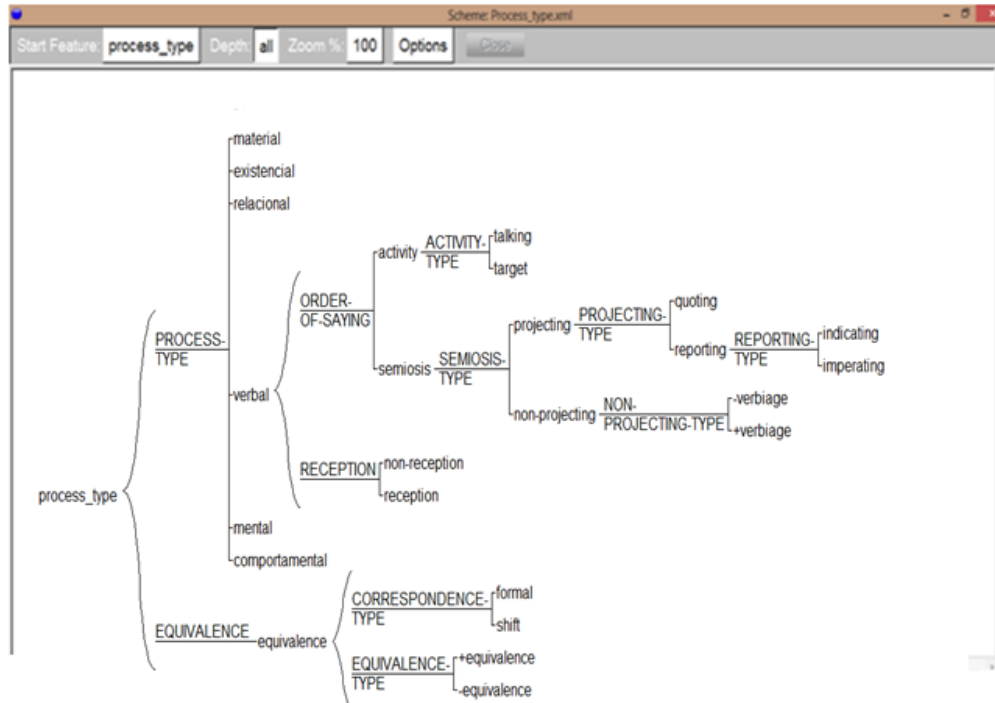 Scheme: Process_type.xml
Start Feature: process_type Depth: all Zoom %: 100 Options Close
material
existencial
relacional
talking
activity ACTIVITY-
TYPE
target
ORDER-
OF-SAYING
quoting
projecting PROJECTING-
TYPE
indicating
reporting REPORTING-
TYPE
imperating
PROCESS-
TYPE
semiosis SEMIOSIS-
TYPE
verbal
-verbiage
non-projecting NON-
PROJECTING-TYPE
+verbiage
non-reception
RECEPTION
reception
process_type
mental
comportamental
formal
CORRESPONDENCE-
TYPE
shift
EQUIVALENCE equivalence
+equivalence
EQUIVALENCE-
TYPE
-equivalence